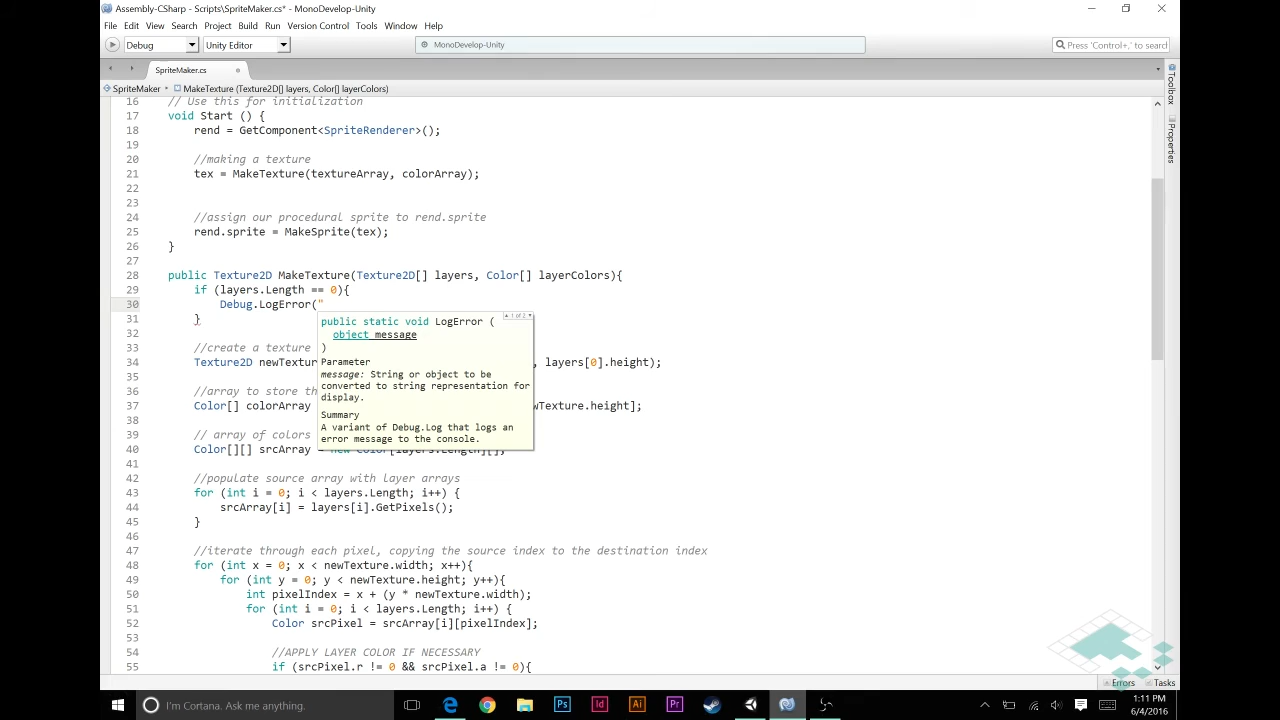 Assembly-CSharp - Scripts\SpriteMaker.cs* - MonoDevelop-Unity
File Edit View Search Project Build Run Version Control Tools Window Help
Debug Unity Editor MonoDevelop-Unity Press 'Control+,' to search
SpriteMaker.cs
SpriteMaker MakeTexture (Texture2D[] layers, Color[] layerColors)
Toolbox
Properties
16 // Use this for initialization
17 void Start () {
18 rend = GetComponent<SpriteRenderer>();
19
20 //making a texture
21 tex = MakeTexture(textureArray, colorArray);
22
23
24 //assign our procedural sprite to rend.sprite
25 rend.sprite = MakeSprite(tex);
26 }
27
28 public Texture2D MakeTexture(Texture2D[] layers, Color[] layerColors){
29 if (layers.Length == 0){
30 Debug.LogError("
31 }
32
33 //create a texture
34 Texture2D newTextur , layers[0].height);
35
36 //array to store th
37 Color[] colorArray wTexture.height];
38
39 // array of colors
40 Color[][] srcArray = new Color[layers.Length][];
41
42 //populate source array with layer arrays
43 for (int i = 0; i < layers.Length; i++) {
44 srcArray[i] = layers[i].GetPixels();
45 }
46
47 //iterate through each pixel, copying the source index to the destination index
48 for (int x = 0; x < newTexture.width; x++){
49 for (int y = 0; y < newTexture.height; y++){
50 int pixelIndex = x + (y * newTexture.width);
51 for (int i = 0; i < layers.Length; i++) {
52 Color srcPixel = srcArray[i][pixelIndex];
53
54 //APPLY LAYER COLOR IF NECESSARY
55 if (srcPixel.r != 0 && srcPixel.a != 0){
1 of 2
public static void LogError (
object message
)
Parameter
message: String or object to be
converted to string representation for
display.
Summary
A variant of Debug.Log that logs an
error message to the console.
Errors Tasks
I'm Cortana. Ask me anything.
1:11 PM
6/4/2016